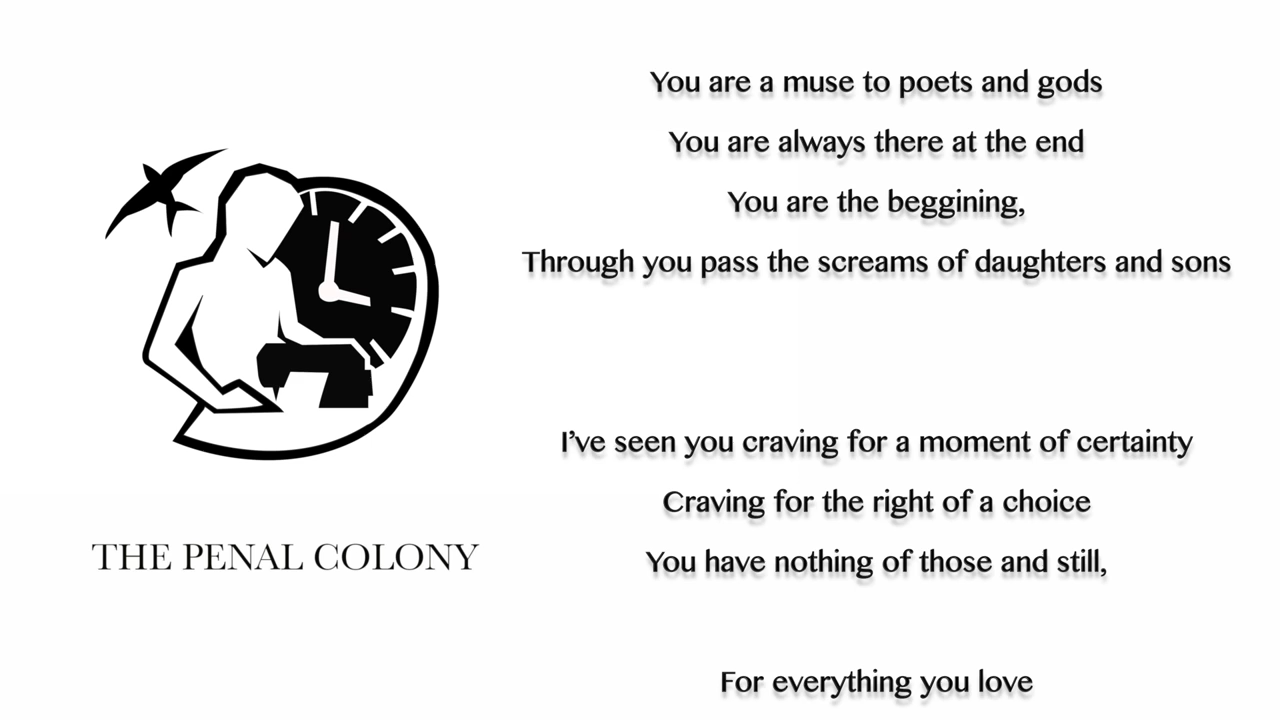 You are a muse to poets and gods
You are always there at the end
You are the beggining,
Through you pass the screams of daughters and sons
I've seen you craving for a moment of certainty
Craving for the right of a choice
You have nothing of those and still,
For everything you love
THE PENAL COLONY